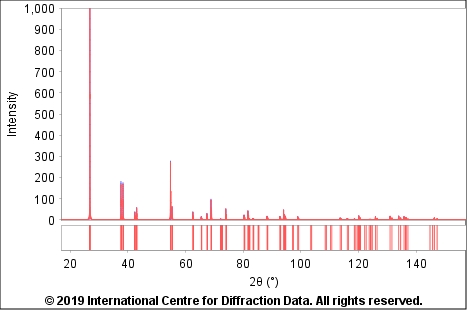 1,000
900
800
700
600
500
400
300
200
100
0
Intensity
20 40 60 80 100 120 140
2θ (°)
© 2019 International Centre for Diffraction Data. All rights reserved.